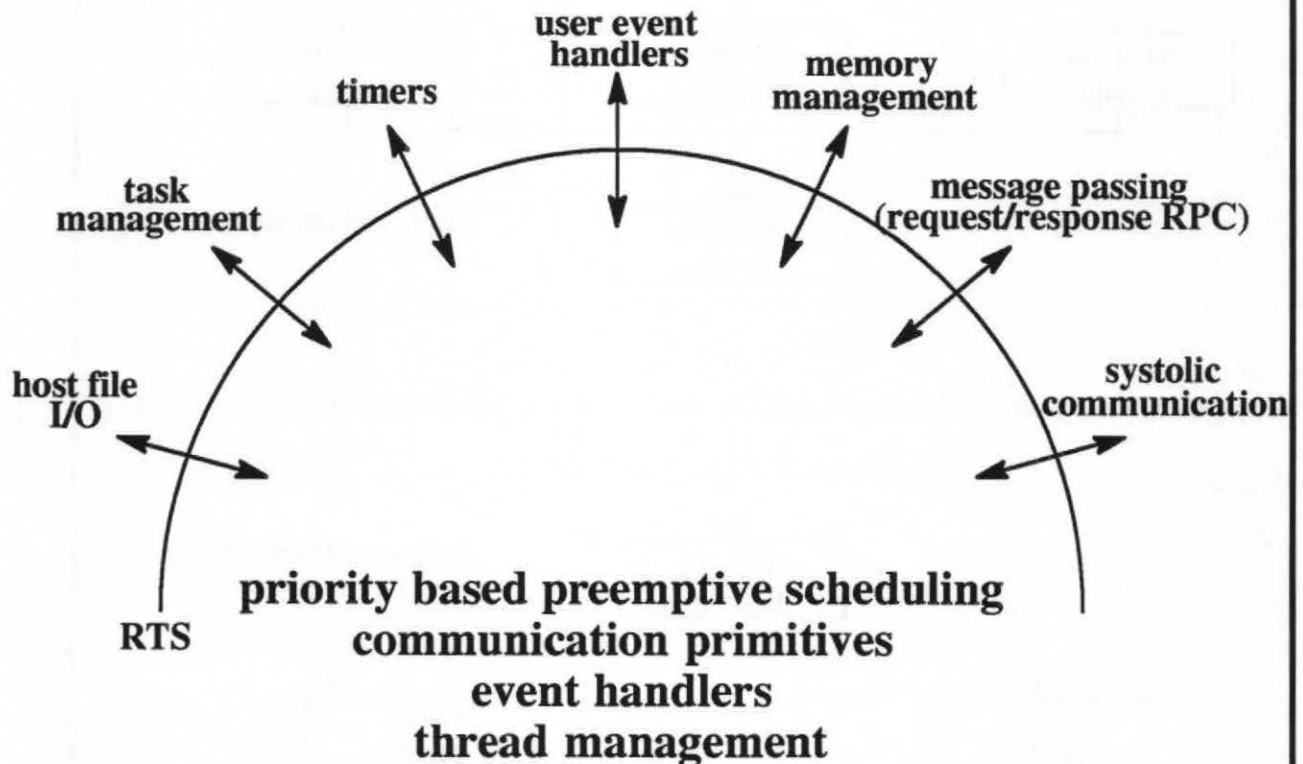 user event
handlers
timers
memory
management
task
management
message passing
(request/response RPC)
host file
I/O
systolic
communication
RTS
priority based preemptive scheduling
communication primitives
event handlers
thread management